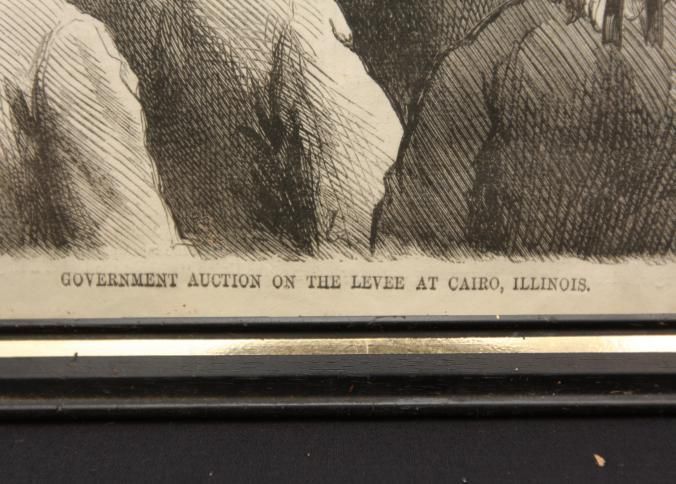 GOVERNMENT AUCTION ON THE LEVEE AT CAIRO, ILLINOIS.